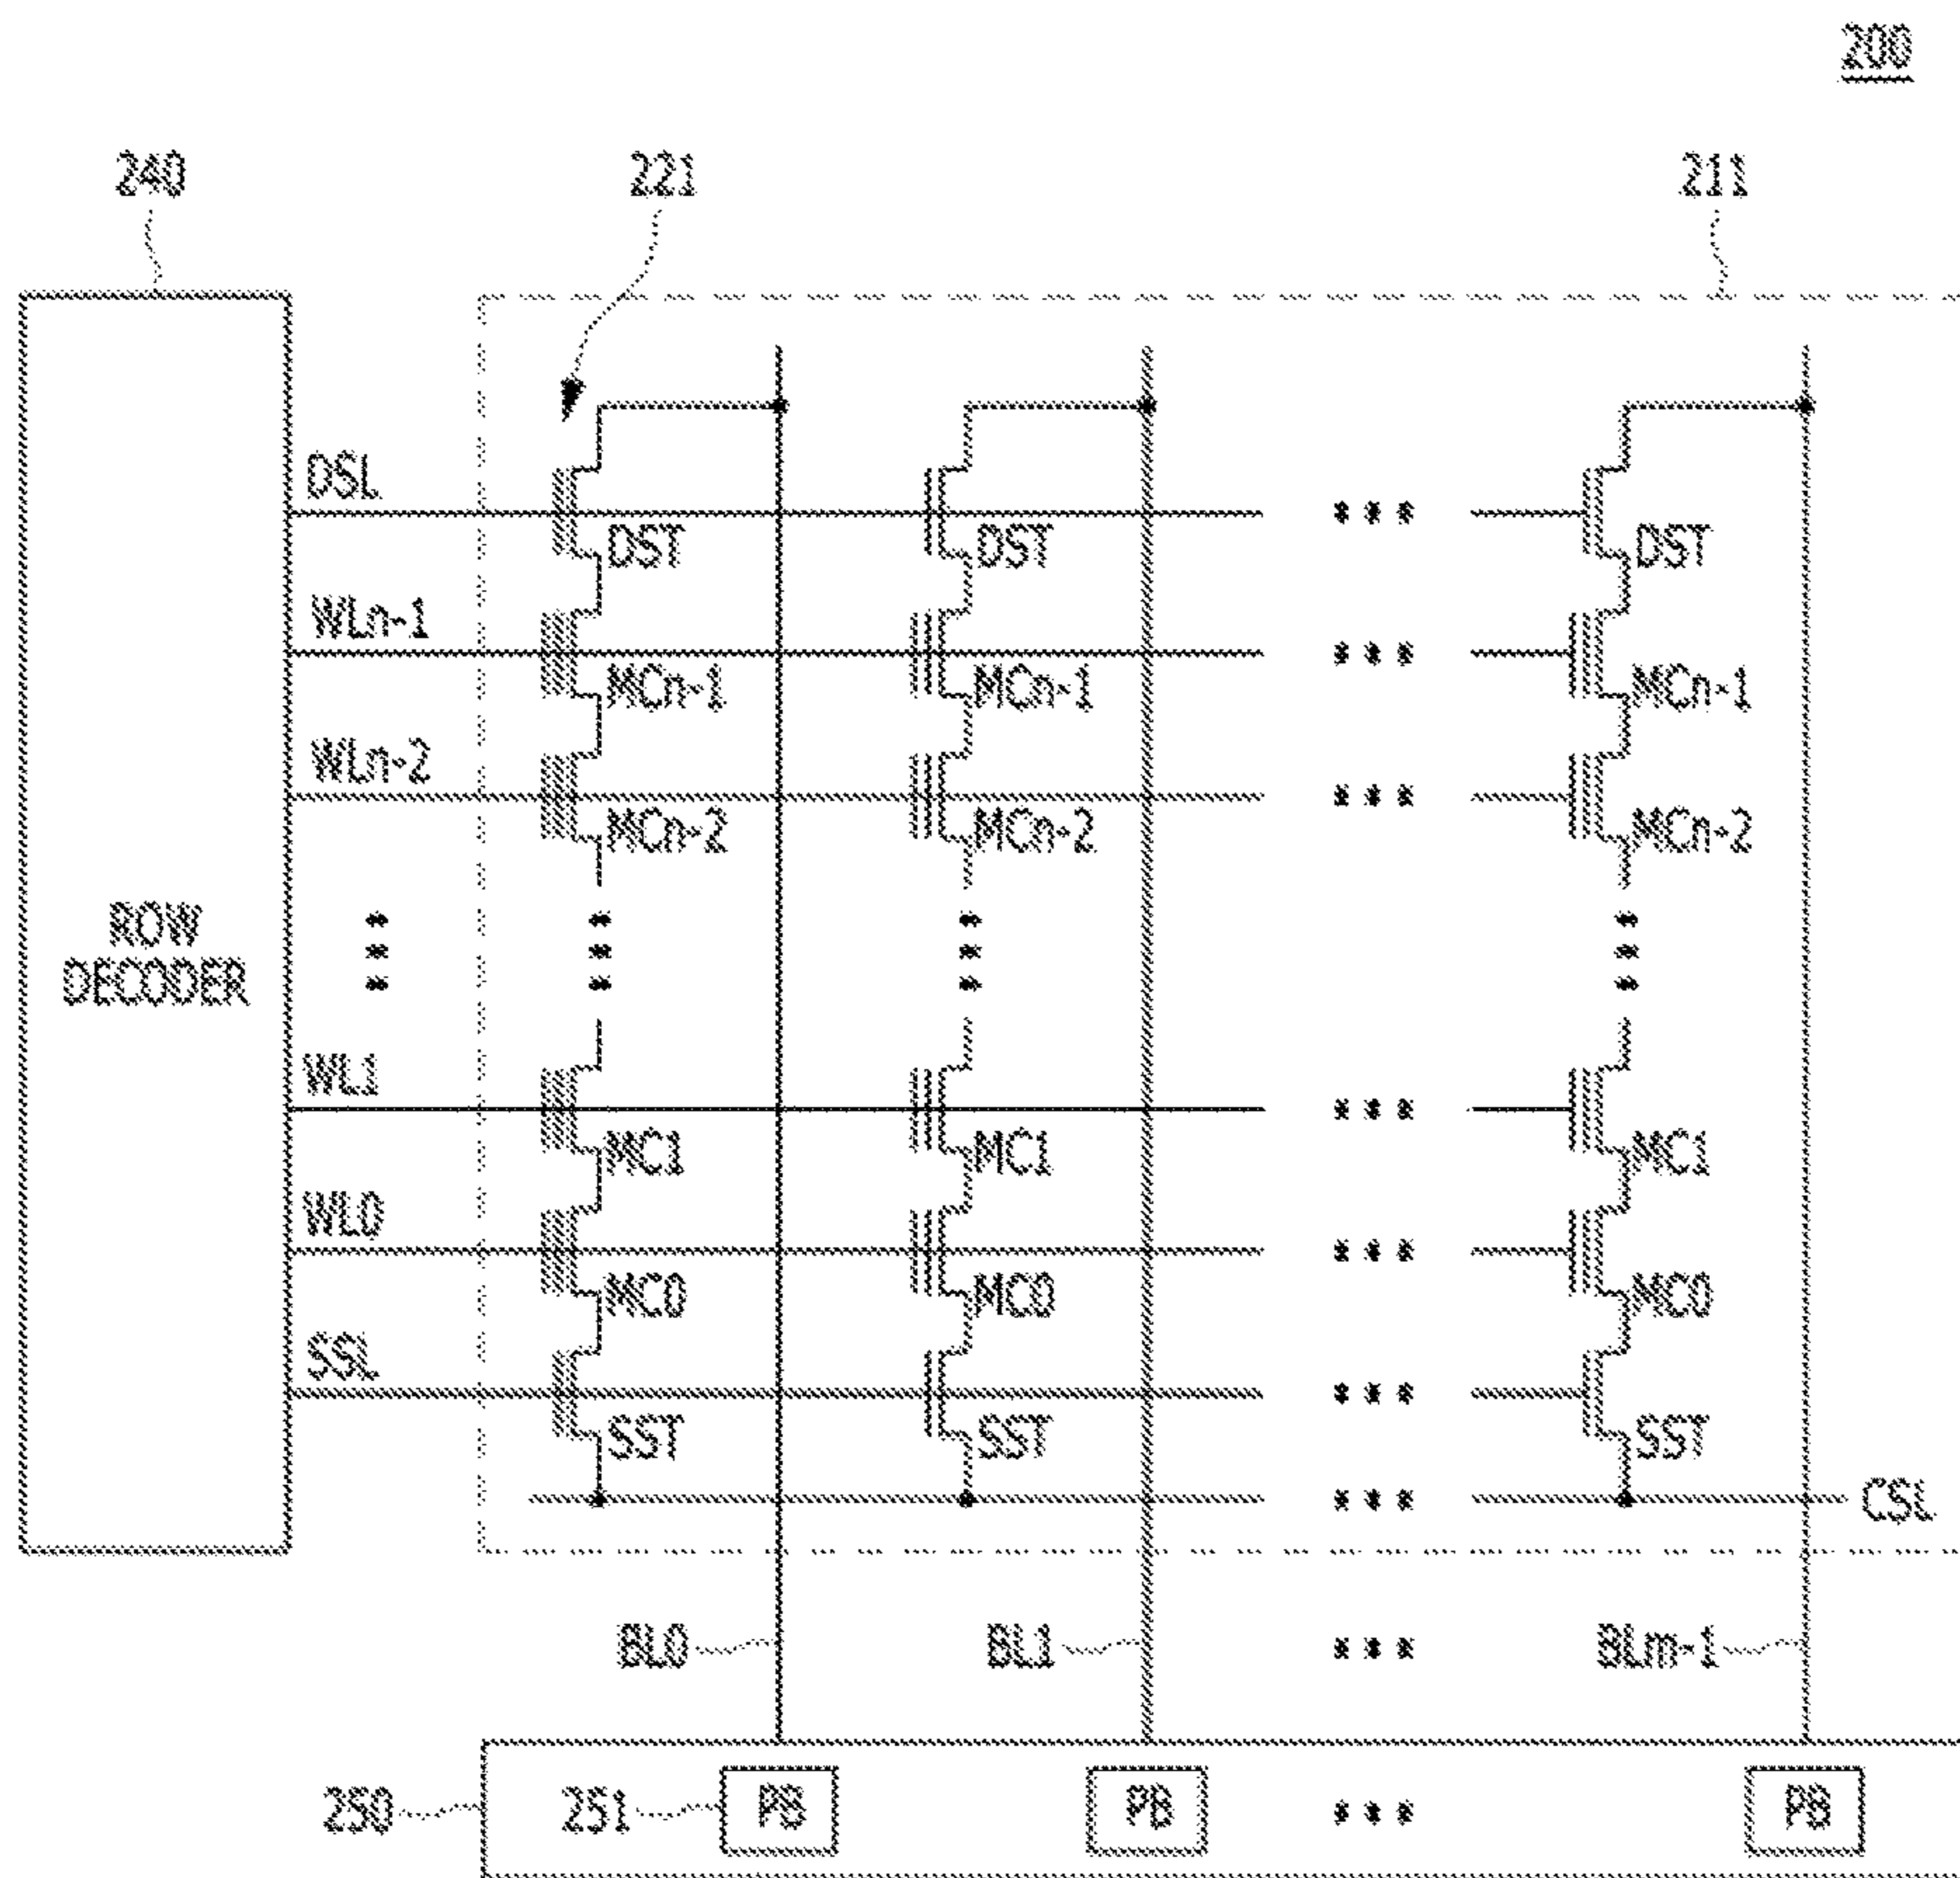 200
240 221 211
DSL
DST DST DST
WLn-1
MCn-1 MCn-1 MCn-1
WLn-2
MCn-2 MCn-2 MCn-2
ROW
DECODER
WL1
MC1 MC1 MC1
WL0
MC0 MC0 MC0
SSL
SST SST SST
CSL
BL0 BL1 BLm-1
250 251 PB PB PB